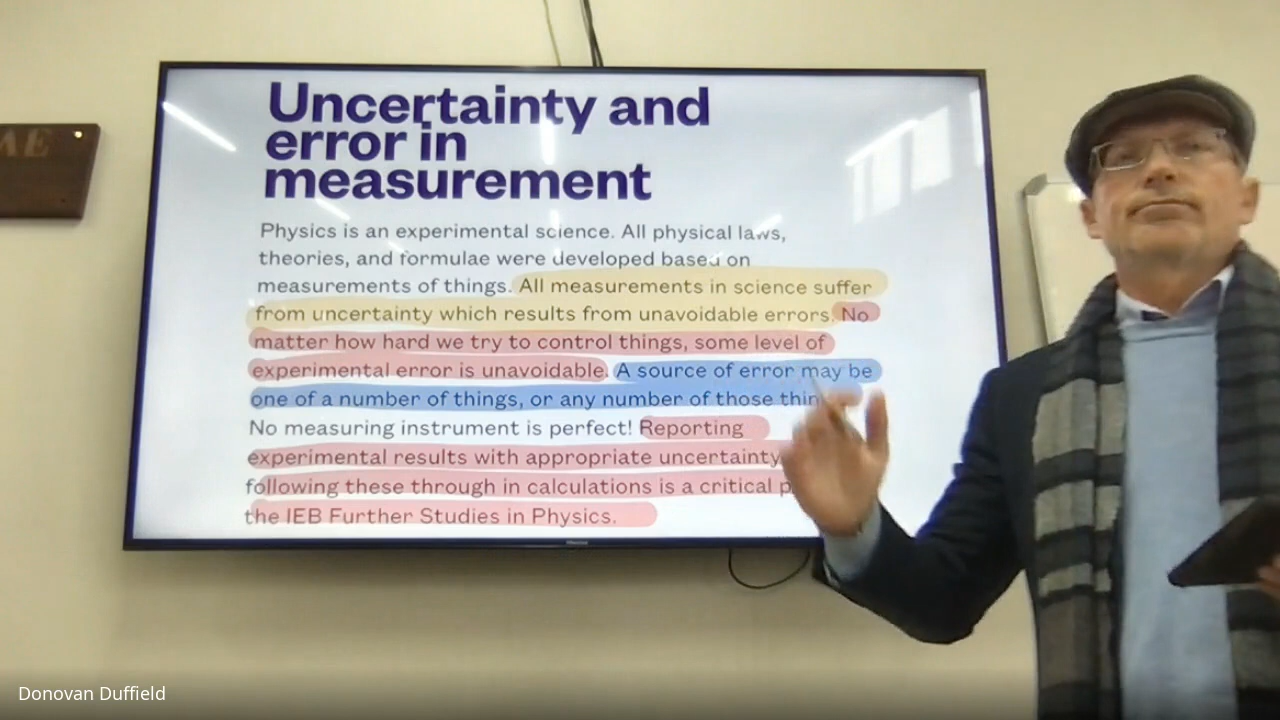 Uncertainty and
error in
measurement
Physics is an experimental science. All physical laws,
theories, and formulae were developed based on
measurements of things. All measurements in science suffer
from uncertainty which results from unavoidable errors. No
matter how hard we try to control things, some level of
experimental error is unavoidable. A source of error may be
one of a number of things, or any number of those
No measuring instrument is perfect! Reporting
experimental results with appropriate uncertainty
following these through in calculations is a critical
the IEB Further Studies in Physics.
AE
Donovan Duffield